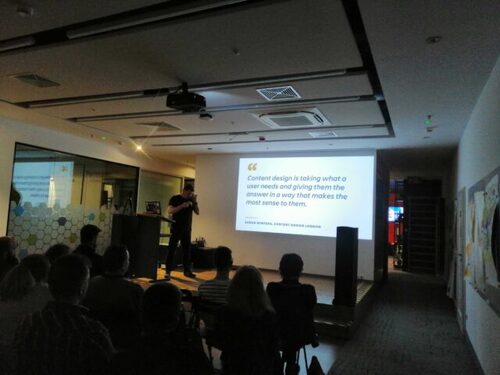 “
Content design is taking what a
user needs and giving them the
answer in a way that makes the
most sense to them.
SARAH WINTERS, CONTENT DESIGN LONDON